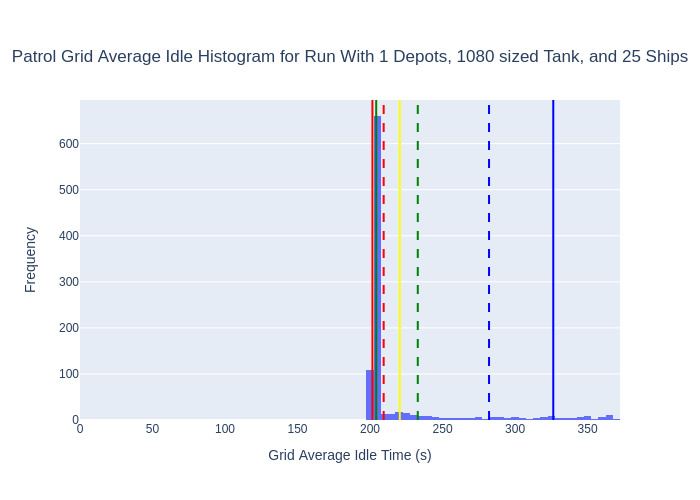 Patrol Grid Average Idle Histogram for Run With 1 Depots, 1080 sized Tank, and 25 Ships
600
500
400
300
200
100
0
Frequency
0 50 100 150 200 250 300 350
Grid Average Idle Time (s)